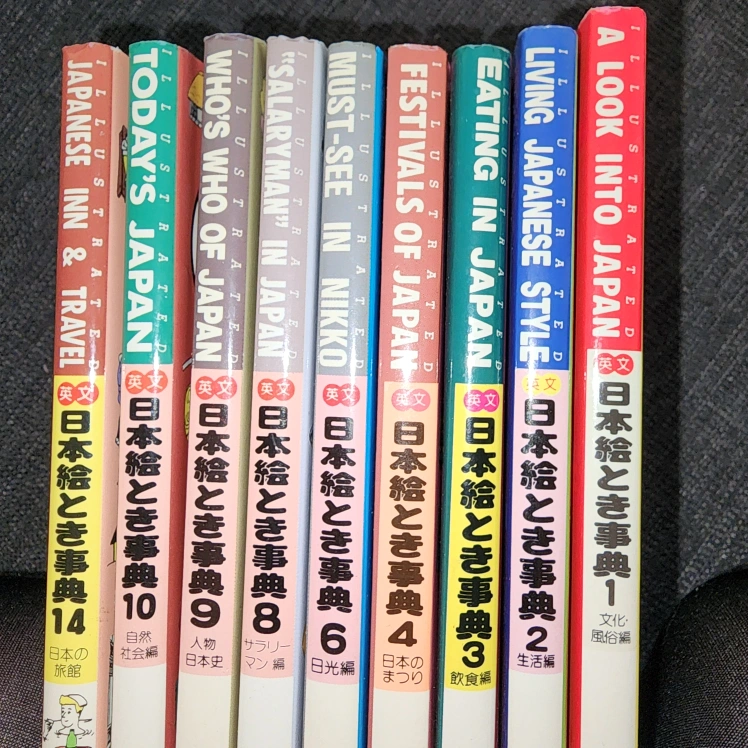 ILLUSTRATED
JAPANESE INN & TRAVEL
英文
日本絵とき事典14
日本の
旅館
ILLUSTRATED
TODAY'S JAPAN
英文
日本絵とき事典10
自然
社会編
ILLUSTRATED
WHO'S WHO OF JAPAN
英文
日本絵とき事典9
人物
日本史
ILLUSTRATED
"SALARYMAN" IN JAPAN
英文
日本絵とき事典8
サラリー
マン編
ILLUSTRATED
MUST-SEE IN NIKKO
英文
日本絵とき事典6
日光編
ILLUSTRATED
FESTIVALS OF JAPAN
英文
日本絵とき事典4
日本の
まつり
ILLUSTRATED
EATING IN JAPAN
英文
日本絵とき事典3
飲食編
ILLUSTRATED
LIVING JAPANESE STYLE
英文
日本絵とき事典2
生活編
ILLUSTRATED
A LOOK INTO JAPAN
英文
日本絵とき事典1
文化・
風俗編